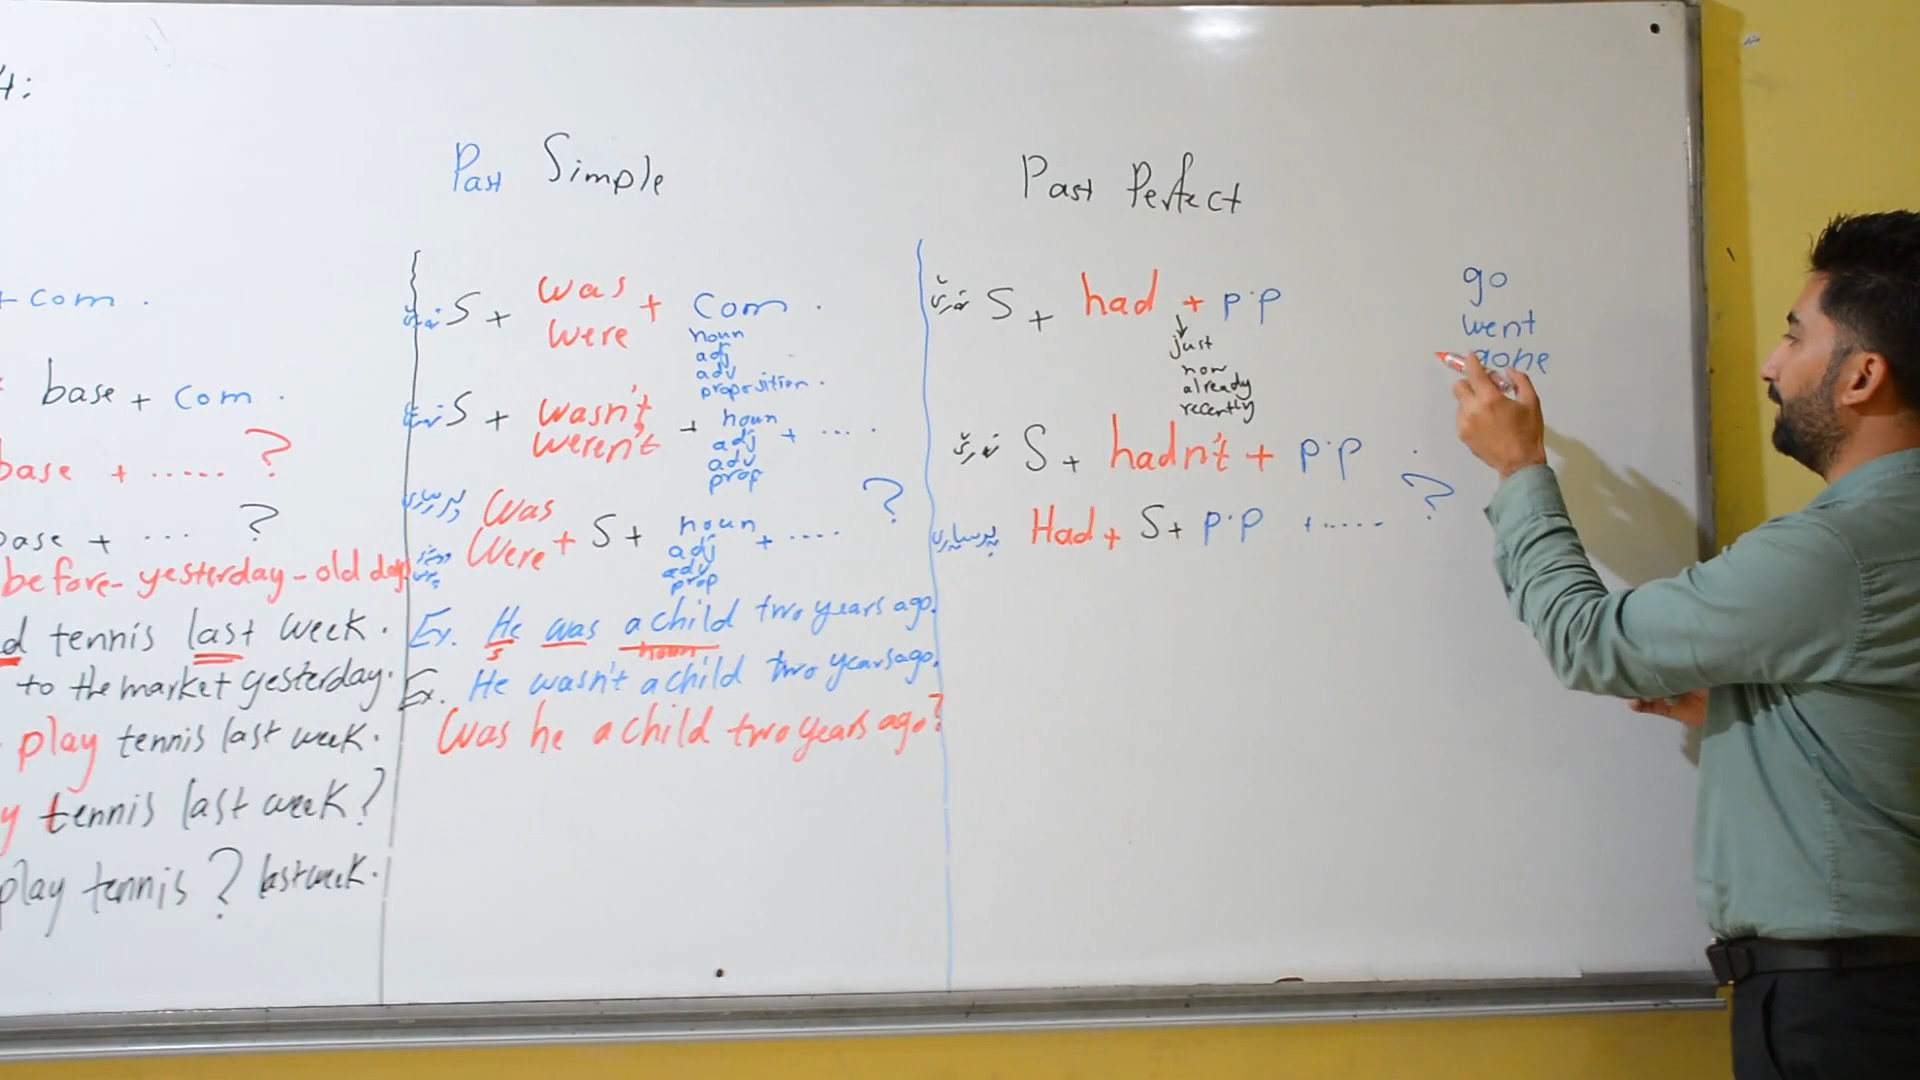 4:
+ com .
base + com .
base + ..... ?
base + ... ?
before - yesterday - old day
d tennis last week .
to the market yesterday .
play tennis last week .
y tennis last week ?
play tennis ? last week .
Past Simple
S + was + com .
were
noun
adj
adv
proposition .
S + wasn't + noun + .... .
weren't
adj
adv
prop
Was + S + noun + .... ?
Were
adj
adv
prop
Ex. He was a child two years ago.
s noun
Ex. He wasn't a child two years ago.
Was he a child two years ago?
Past Perfect
S + had + p.p
just
now
already
recently
S + hadn't + p.p .
پرسیاری Had + S + p.p + ..... ?
go
went
gone